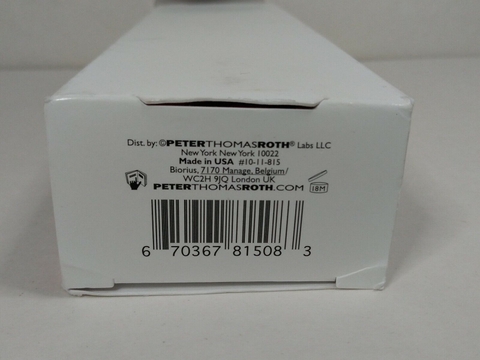 Dist. by: ©PETERTHOMASROTH® Labs LLC
New York New York 10022
Made in USA #10-11-815
Biorius, 7170 Manage, Belgium/
WC2H 9JQ London UK
PETERTHOMASROTH.COM
18M
6 70367 81508 3